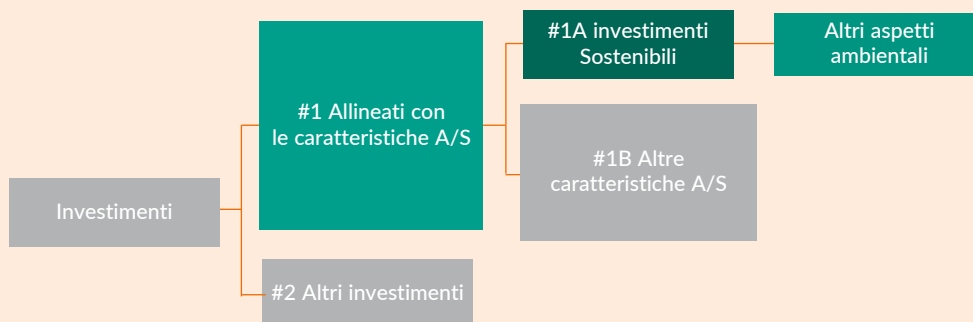 #1A investimenti
Sostenibili
Altri aspetti
ambientali
#1 Allineati con
le caratteristiche A/S
#1B Altre
caratteristiche A/S
Investimenti
#2 Altri investimenti